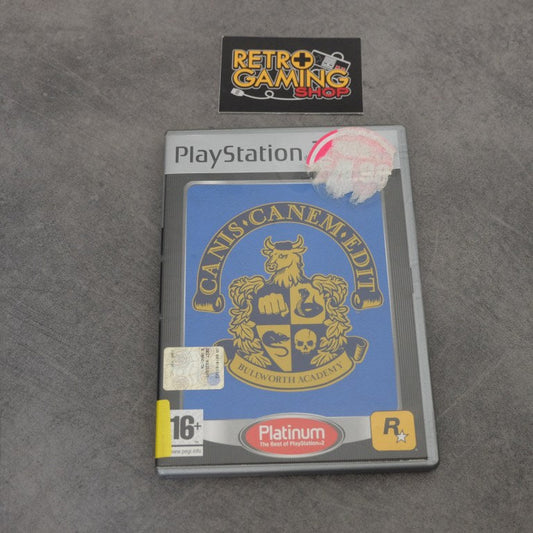 RETRO
GAMING
SHOP
PlayStation
CANIS·CANEM·EDIT
BULLWORTH ACADEMY
16+
www.pegi.info
Platinum
The Best of PlayStation®2
R